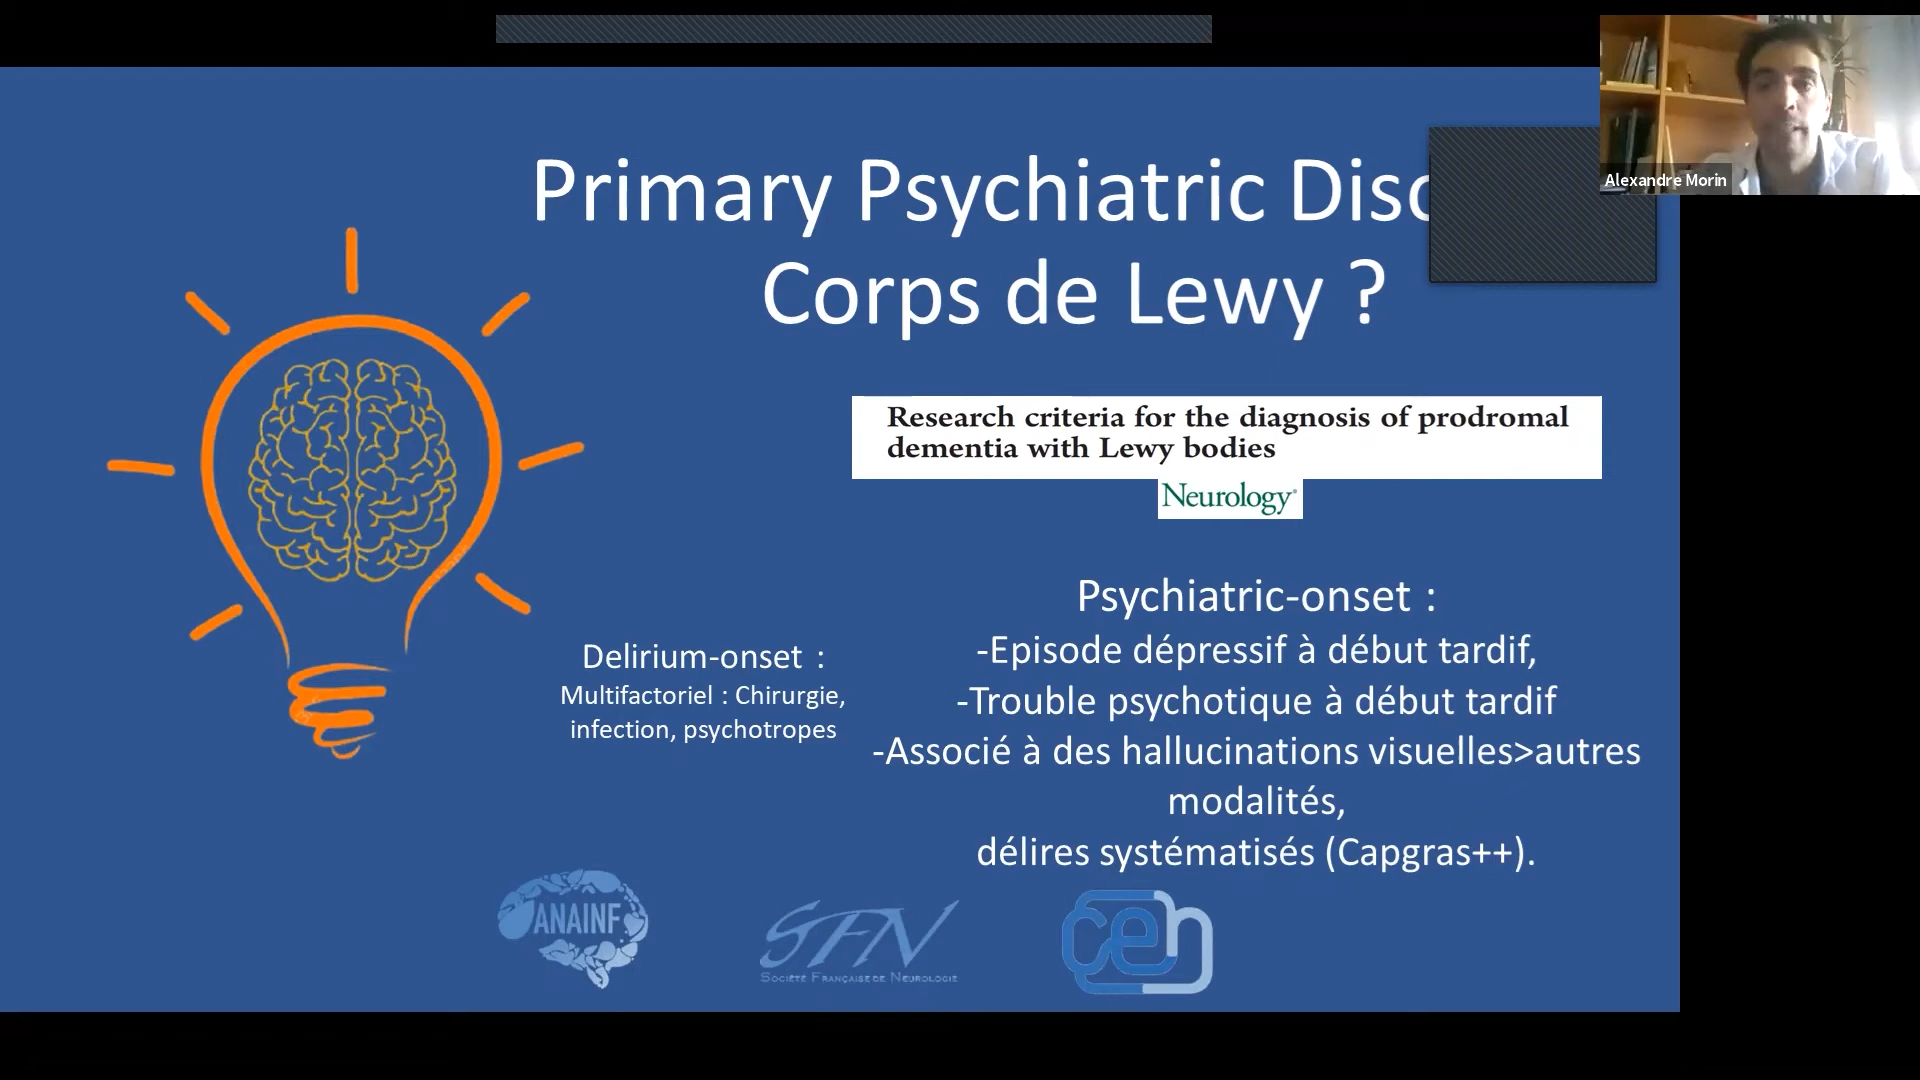 Primary Psychiatric
Corps de Lewy ?
Alexandre Morin
Research criteria for the diagnosis of prodromal
dementia with Lewy bodies
Neurology
Delirium-onset :
Multifactoriel : Chirurgie,
infection, psychotropes
Psychiatric-onset :
-Episode dépressif à début tardif,
-Trouble psychotique à début tardif
-Associé à des hallucinations visuelles>autres
modalités,
délires systématisés (Capgras++).
ANAINF
SFN
SOCIÉTÉ FRANÇAISE DE NEUROLOGIE
cen